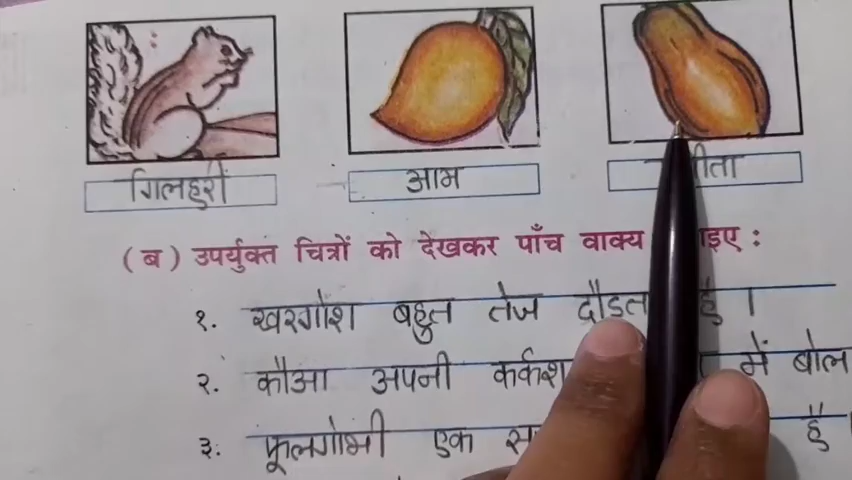 गिलहरी
आम
(ब) उपर्युक्त चित्रों को देखकर पाँच वाक्य
१. खरगोश बहुत तेज दौड़त है ।
२. कौआ अपनी कर्कश में बोल
३. फूलगोभी एक है।